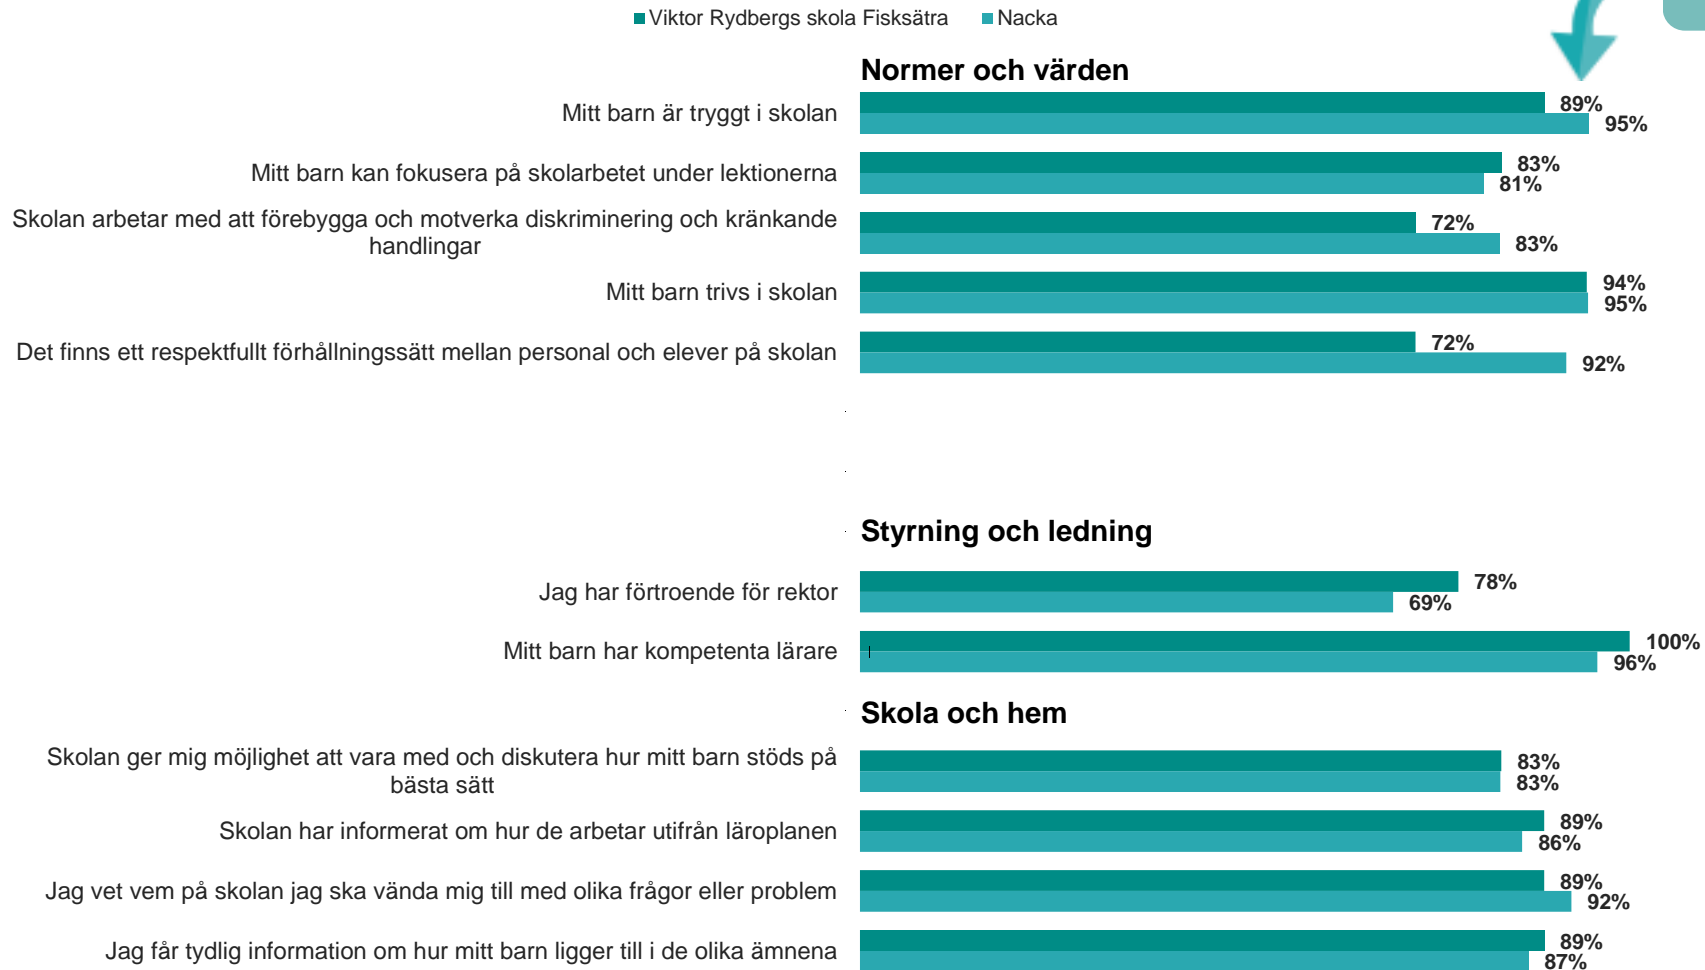 Viktor Rydbergs skola Fisksätra Nacka
Normer och värden
Mitt barn är tryggt i skolan 89%
95%
Mitt barn kan fokusera på skolarbetet under lektionerna 83%
81%
Skolan arbetar med att förebygga och motverka diskriminering och kränkande
handlingar
72%
83%
Mitt barn trivs i skolan 94%
95%
Det finns ett respektfullt förhållningssätt mellan personal och elever på skolan 72%
92%
Styrning och ledning
Jag har förtroende för rektor 78%
69%
Mitt barn har kompetenta lärare 100%
96%
Skola och hem
Skolan ger mig möjlighet att vara med och diskutera hur mitt barn stöds på
bästa sätt
83%
83%
Skolan har informerat om hur de arbetar utifrån läroplanen 89%
86%
Jag vet vem på skolan jag ska vända mig till med olika frågor eller problem 89%
92%
Jag får tydlig information om hur mitt barn ligger till i de olika ämnena 89%
87%